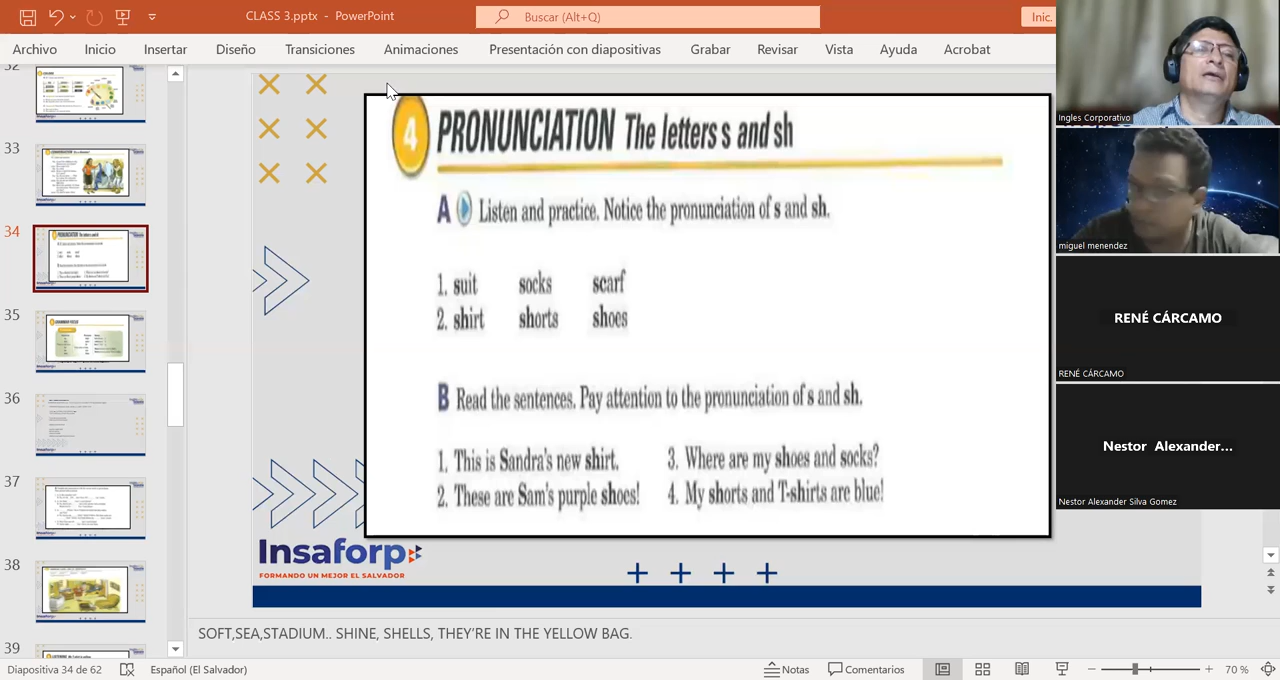 CLASS 3.pptx - PowerPoint
Buscar (Alt+Q)
Inic.
Archivo Inicio Insertar Diseño Transiciones Animaciones Presentación con diapositivas Grabar Revisar Vista Ayuda Acrobat
33
34
35
36
37
38
39
4 PRONUNCIATION The letters s and sh
A Listen and practice. Notice the pronunciation of s and sh.
1. suit socks scarf
2. shirt shorts shoes
B Read the sentences. Pay attention to the pronunciation of s and sh.
1. This is Sandra's new shirt.
2. These are Sam's purple shoes!
3. Where are my shoes and socks?
4. My shorts and T-shirts are blue!
Insaforp
FORMANDO UN MEJOR EL SALVADOR
SOFT,SEA,STADIUM.. SHINE, SHELLS, THEY'RE IN THE YELLOW BAG.
Diapositiva 34 de 62
Español (El Salvador)
Notas
Comentarios
70 %
Ingles Corporativo
miguel menendez
RENÉ CÁRCAMO
RENÉ CÁRCAMO
Nestor Alexander...
Nestor Alexander Silva Gomez